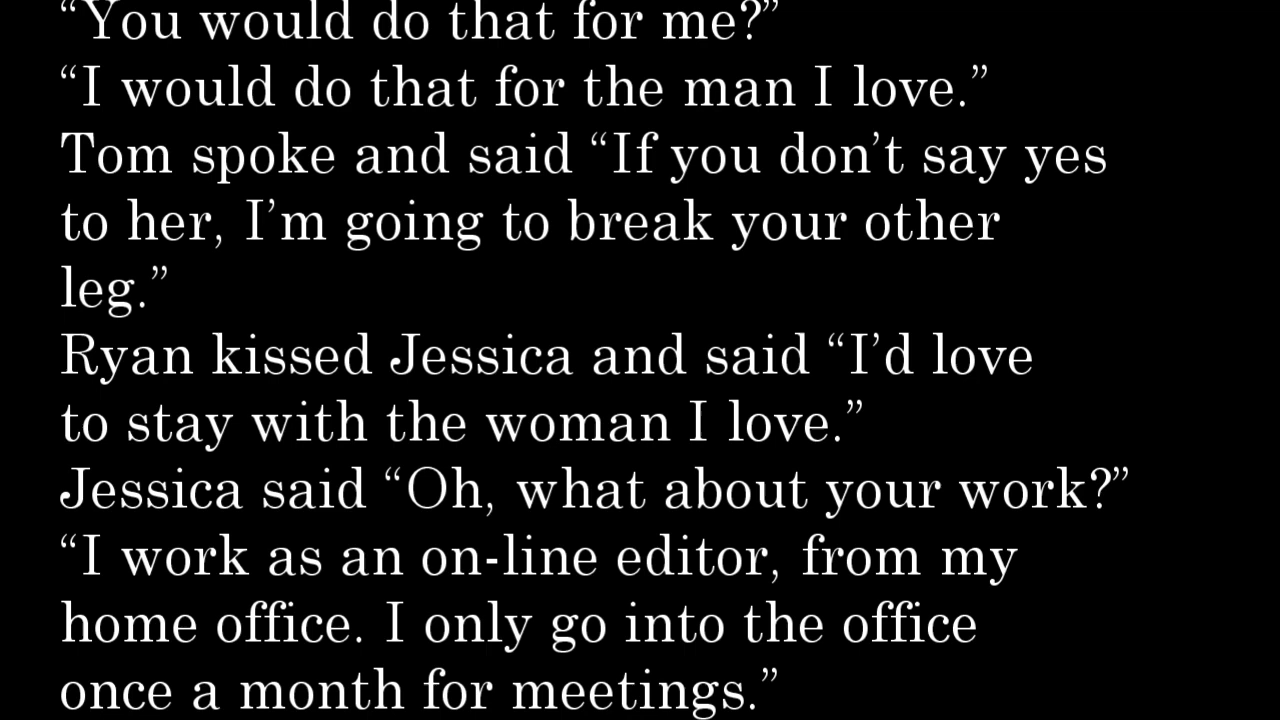 “You would do that for me?”
“I would do that for the man I love.”
Tom spoke and said “If you don’t say yes
to her, I’m going to break your other
leg.”
Ryan kissed Jessica and said “I’d love
to stay with the woman I love.”
Jessica said “Oh, what about your work?”
“I work as an on-line editor, from my
home office. I only go into the office
once a month for meetings.”